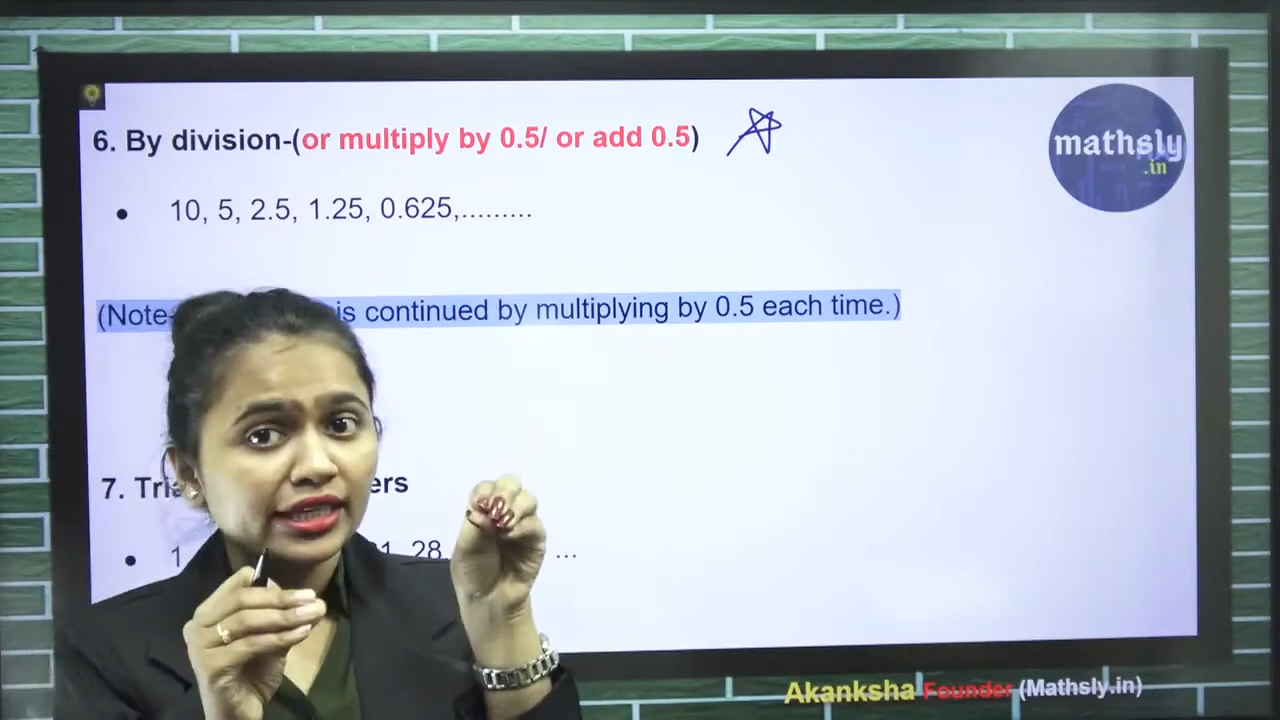 6. By division-(or multiply by 0.5/ or add 0.5)
mathsly
.in
10, 5, 2.5, 1.25, 0.625,.........
(Note- is continued by multiplying by 0.5 each time.)
7. ers
1 28, ...
Akanksha Founder (Mathsly.in)